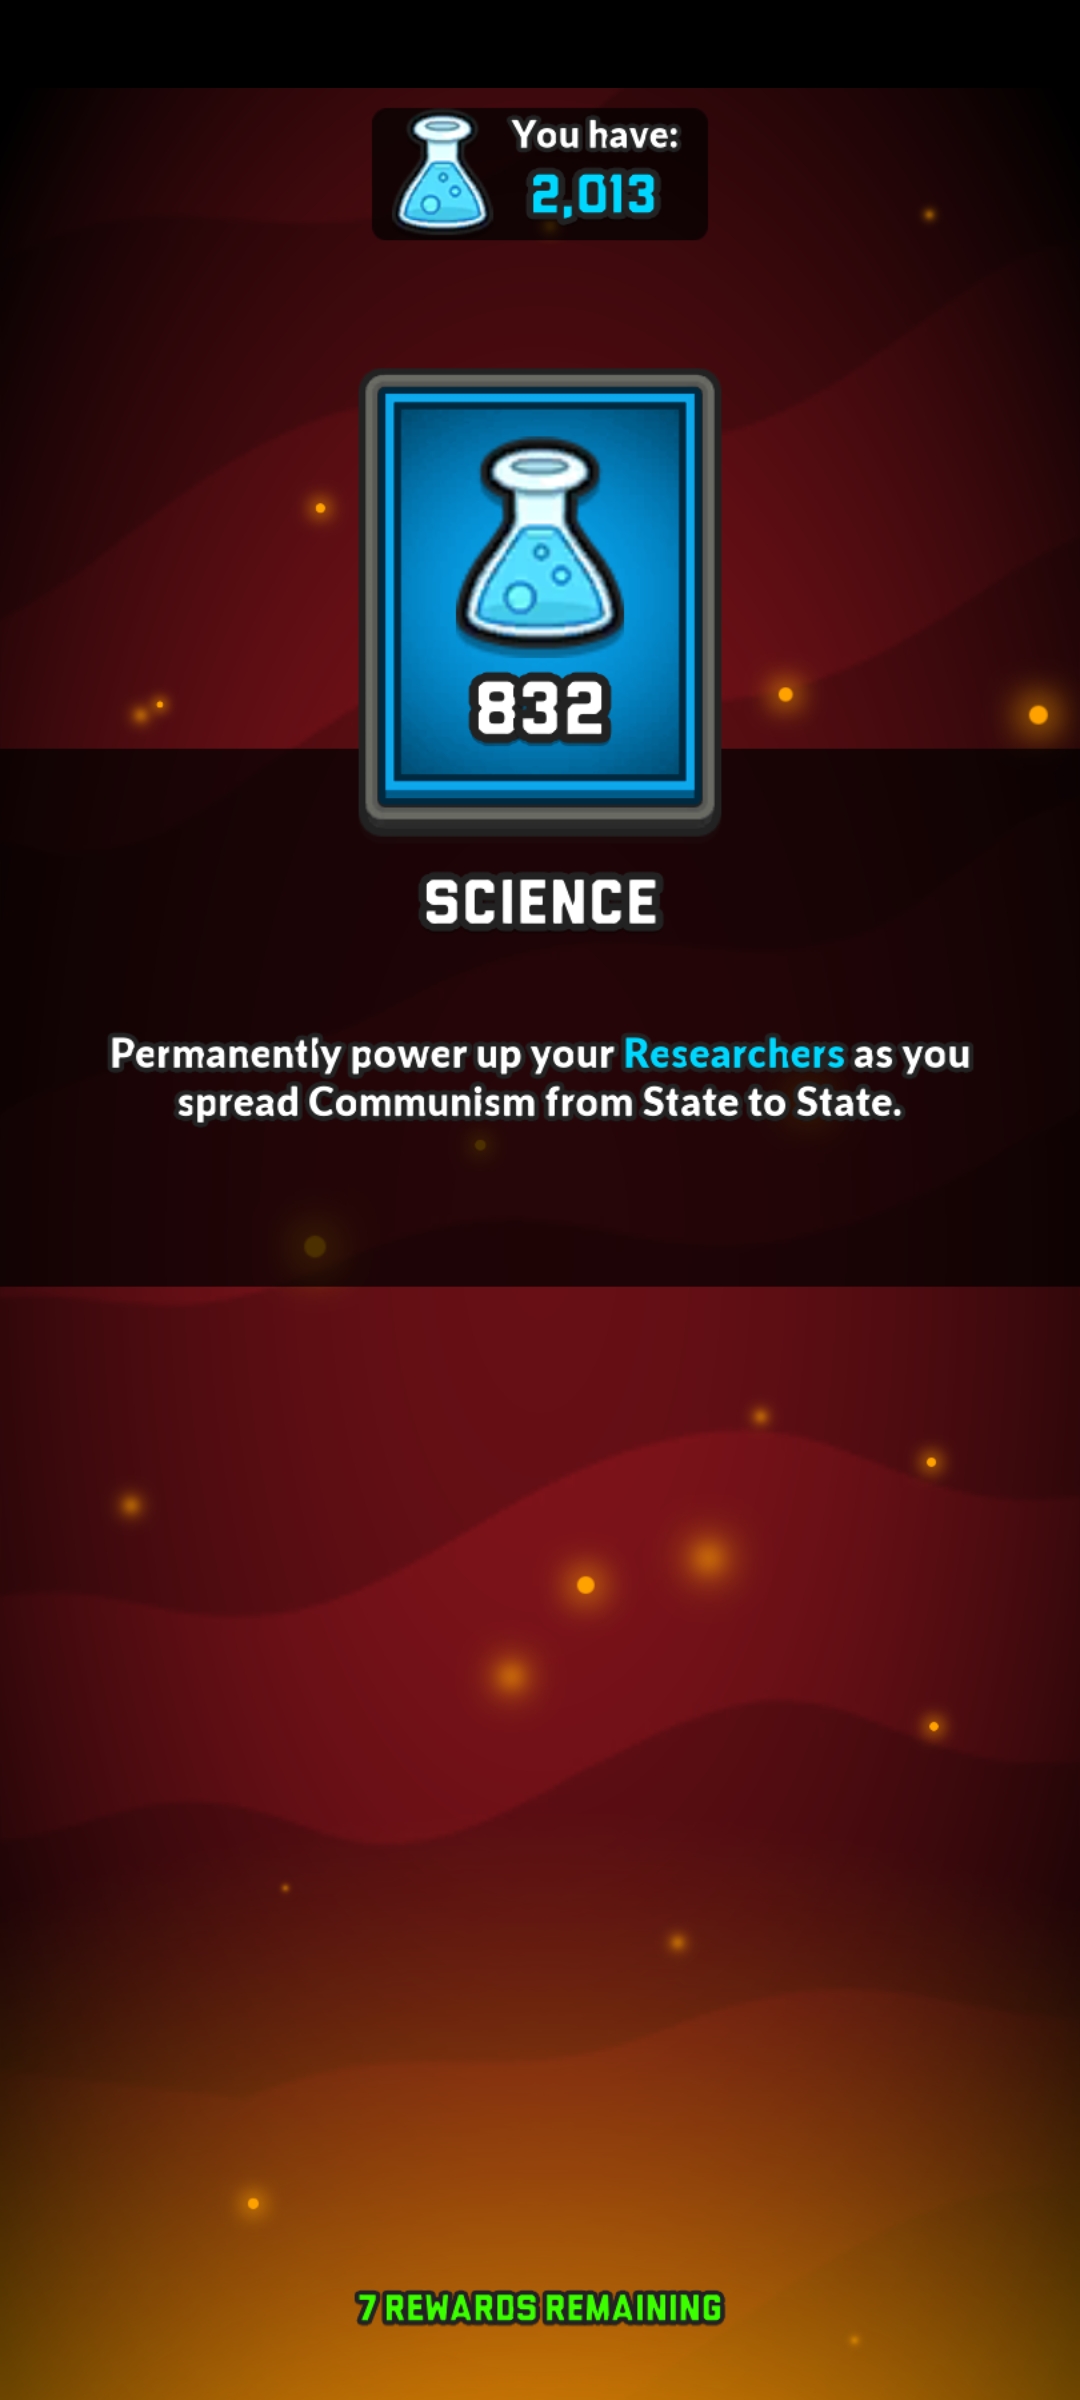 You have:
2,013
832
SCIENCE
Permanently power up your Researchers as you
spread Communism from State to State.
7 REWARDS REMAINING